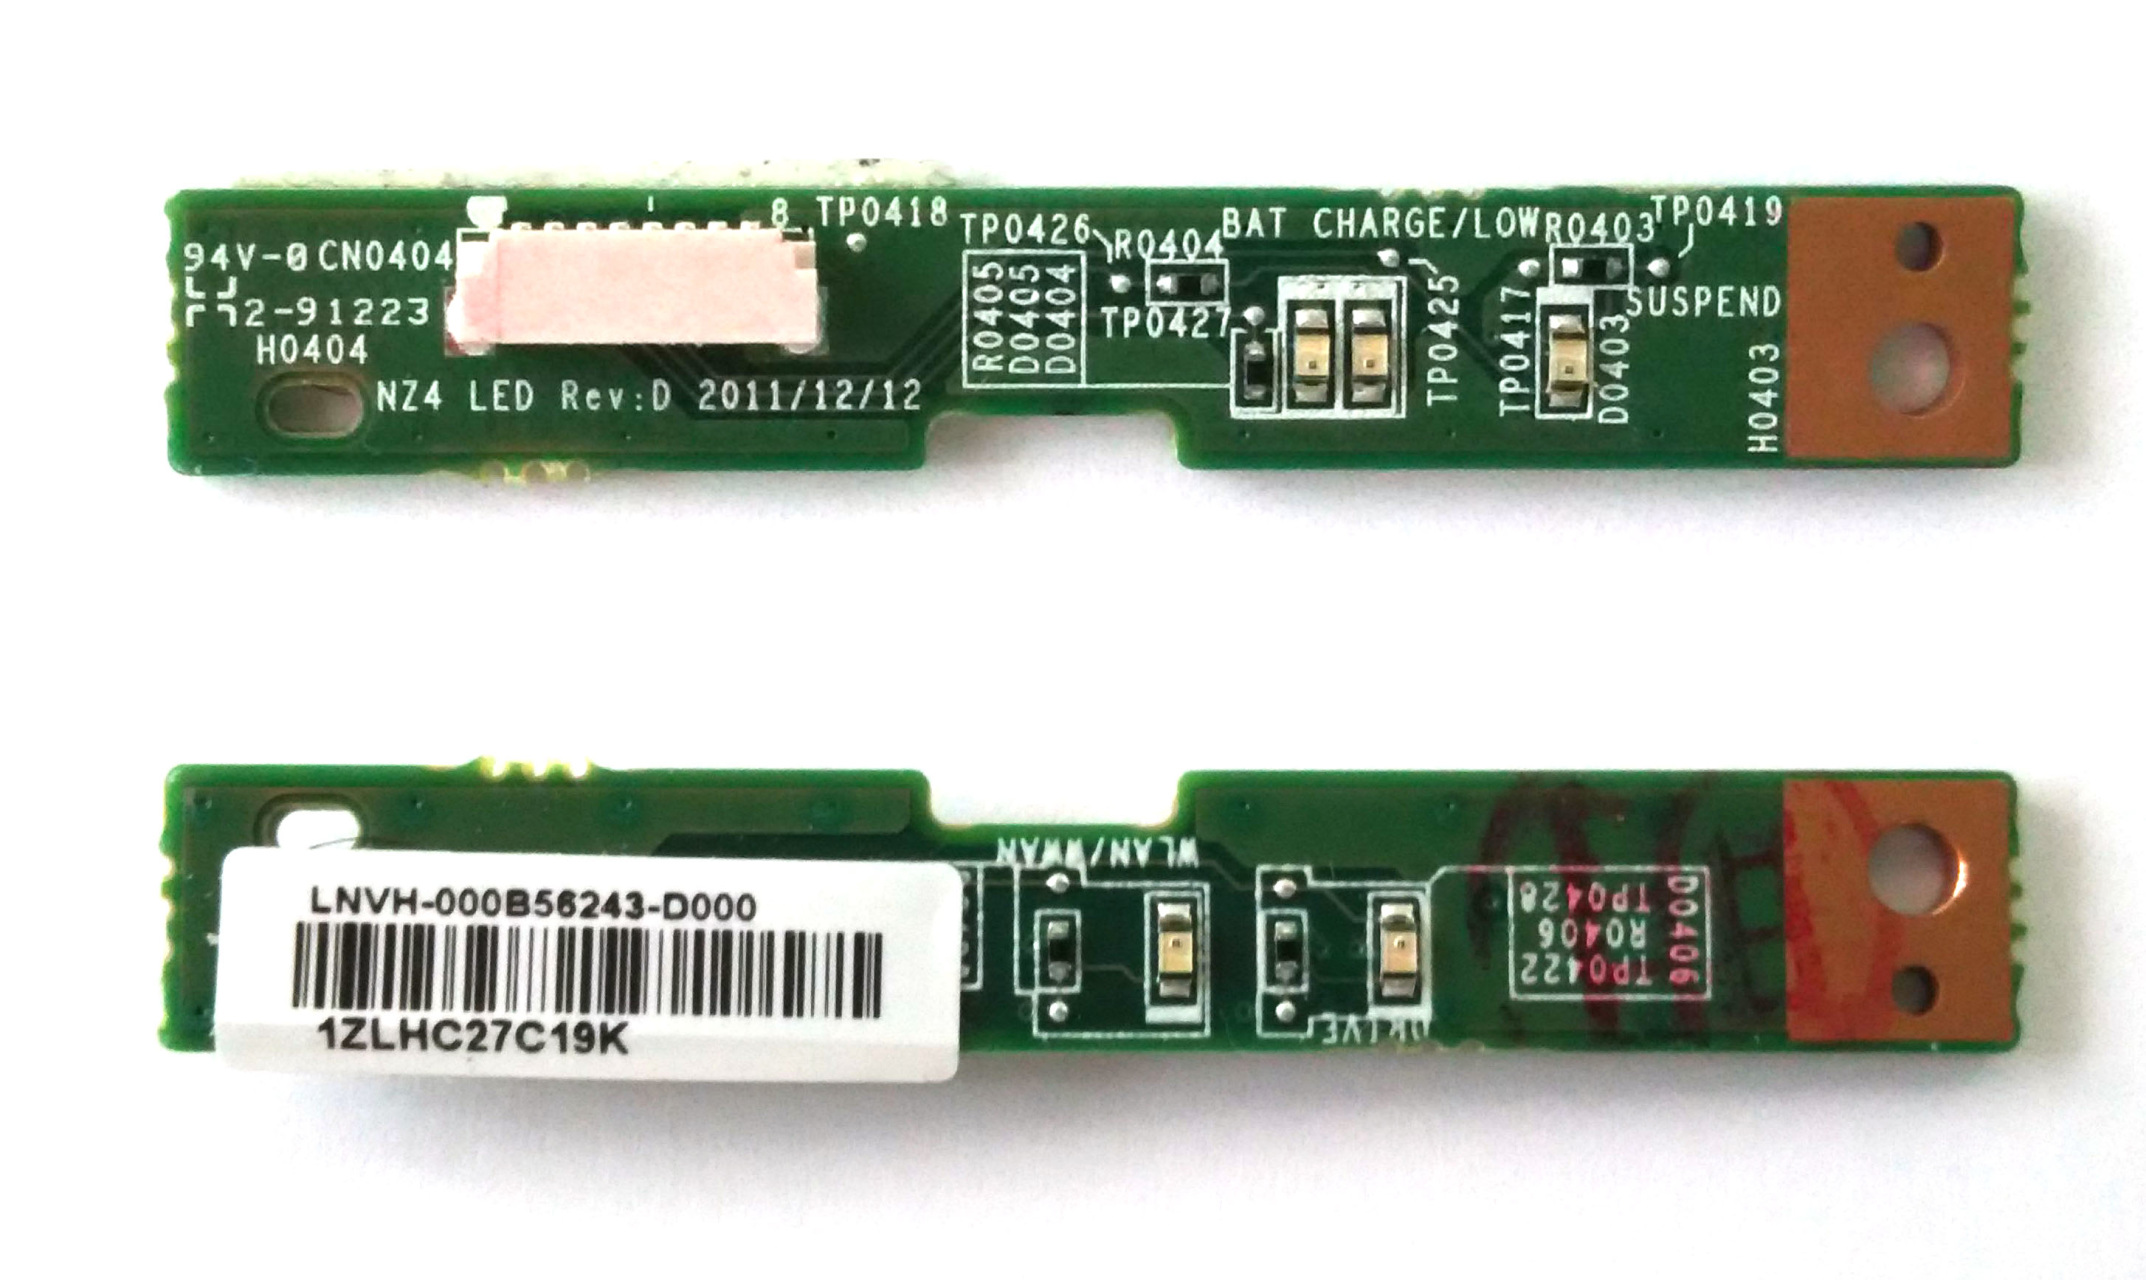 8 TP0418 TP0426 R0404 BAT CHARGE/LOW R0403 TP0419
94V-0 CN0404
2-91223
H0404
NZ4 LED Rev:D 2011/12/12
R0405
D0405
D0404
TP0427
TP0425
TP0417
D0403
SUSPEND
H0403
WLAN/WWAN
LNVH-000B56243-D000
1ZLHC27C19K
DRIVE
TP0422
R0406
TP0428
D0406